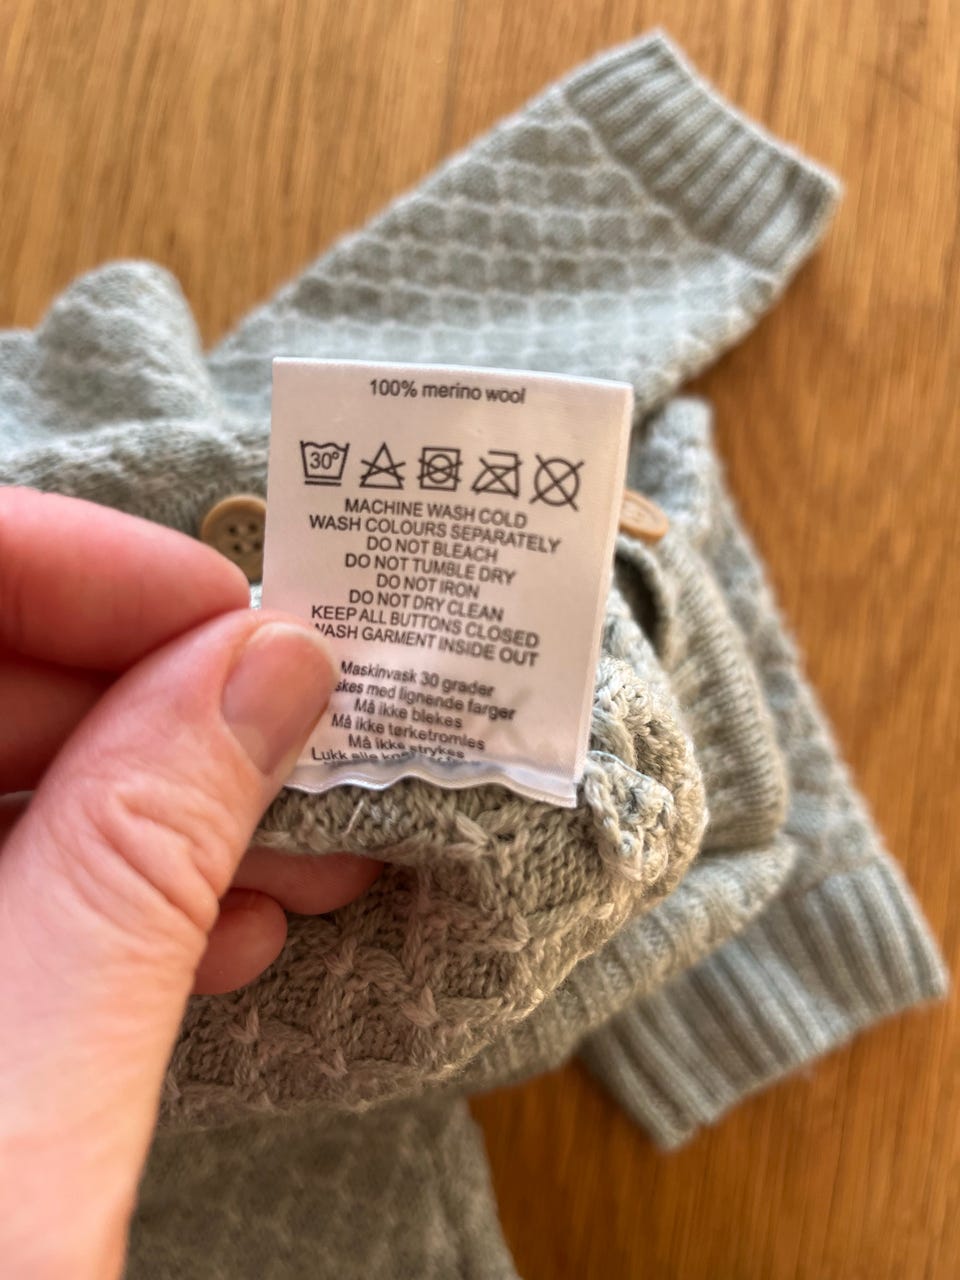 100% merino wool
30°
MACHINE WASH COLD
WASH COLOURS SEPARATELY
DO NOT BLEACH
DO NOT TUMBLE DRY
DO NOT IRON
DO NOT DRY CLEAN
KEEP ALL BUTTONS CLOSED
WASH GARMENT INSIDE OUT
Maskinvask 30 grader
med lignende farger
Må ikke blekes
Må ikke tørketromles
Må ikke strykes
Lukk alle